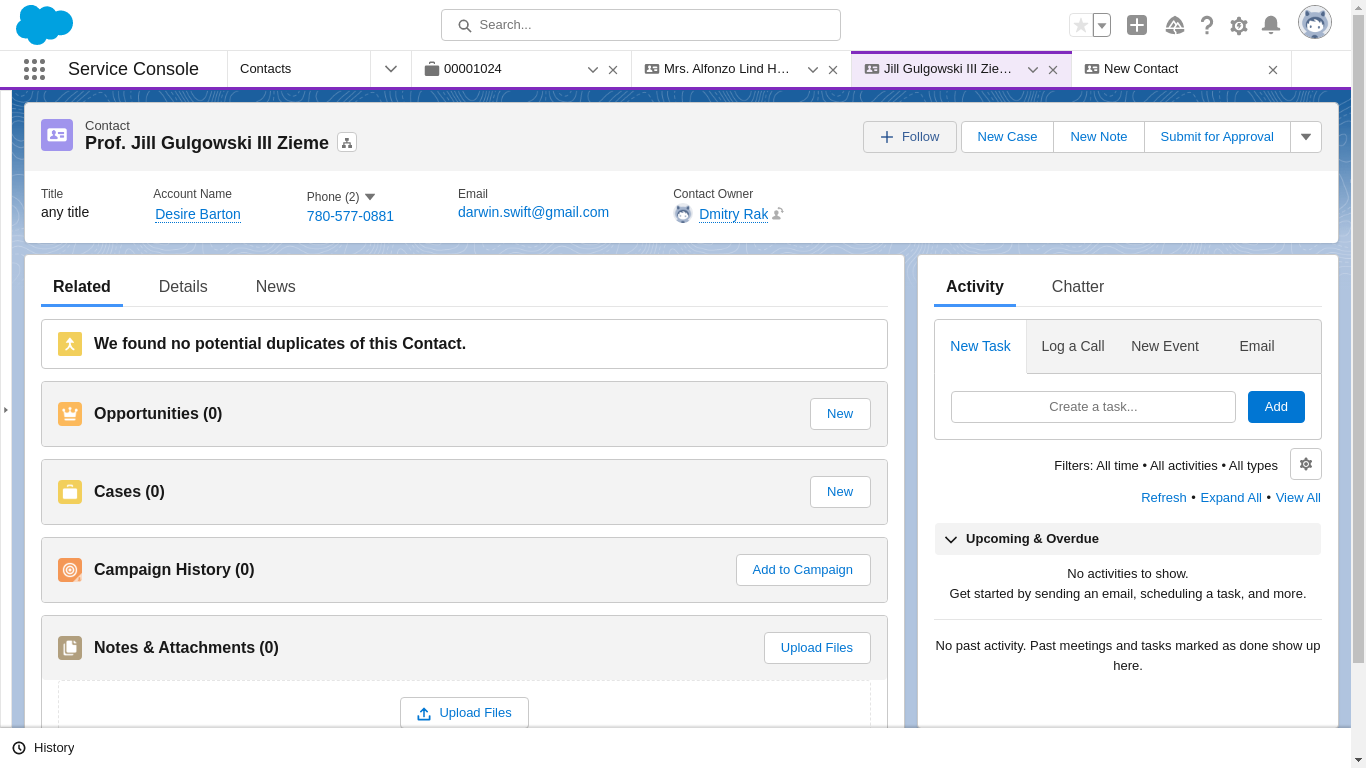 Search...
Service Console
Contacts
00001024
Mrs. Alfonzo Lind H...
Jill Gulgowski III Zie...
New Contact
Contact
Prof. Jill Gulgowski III Zieme
Follow
New Case
New Note
Submit for Approval
Title
any title
Account Name
Desire Barton
Phone (2)
780-577-0881
Email
darwin.swift@gmail.com
Contact Owner
Dmitry Rak
Related
Details
News
We found no potential duplicates of this Contact.
Opportunities (0)
New
Cases (0)
New
Campaign History (0)
Add to Campaign
Notes & Attachments (0)
Upload Files
Upload Files
Activity
Chatter
New Task
Log a Call
New Event
Email
Create a task...
Add
Filters: All time • All activities • All types
Refresh • Expand All • View All
Upcoming & Overdue
No activities to show.
Get started by sending an email, scheduling a task, and more.
No past activity. Past meetings and tasks marked as done show up
here.
History